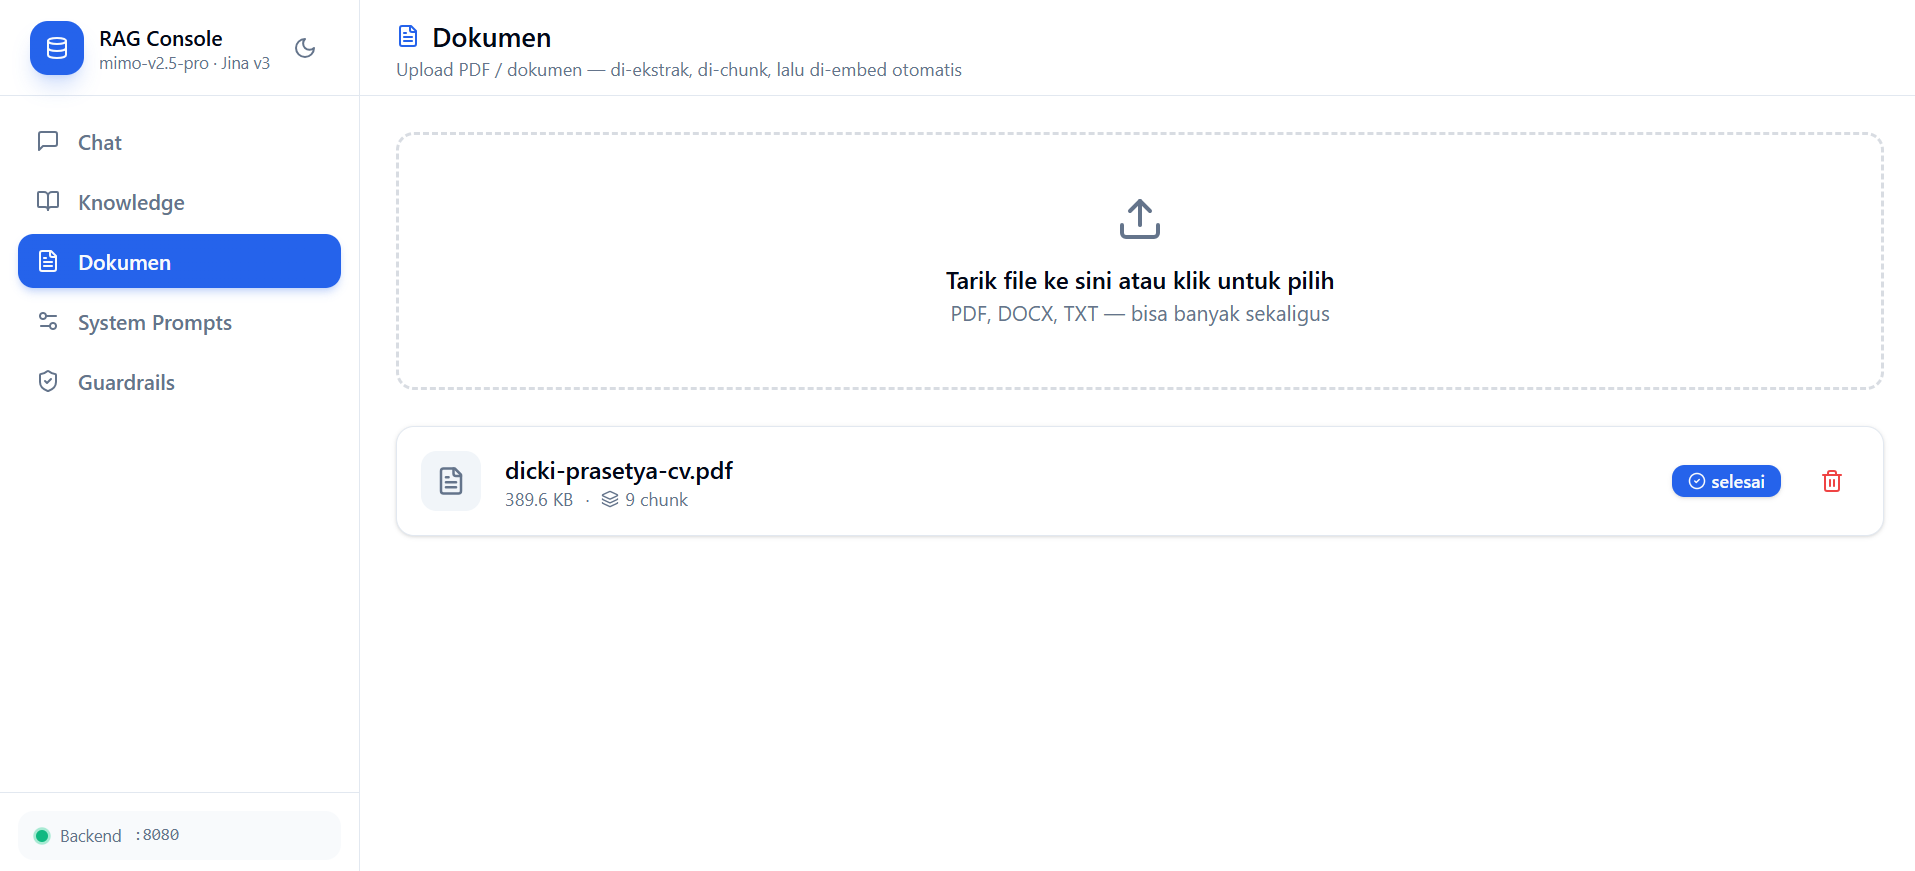 RAG Console
mimo-v2.5-pro · Jina v3
Chat
Knowledge
Dokumen
System Prompts
Guardrails
Backend :8080
Dokumen
Upload PDF / dokumen — di-ekstrak, di-chunk, lalu di-embed otomatis
Tarik file ke sini atau klik untuk pilih
PDF, DOCX, TXT — bisa banyak sekaligus
dicki-prasetya-cv.pdf
389.6 KB · 9 chunk
selesai